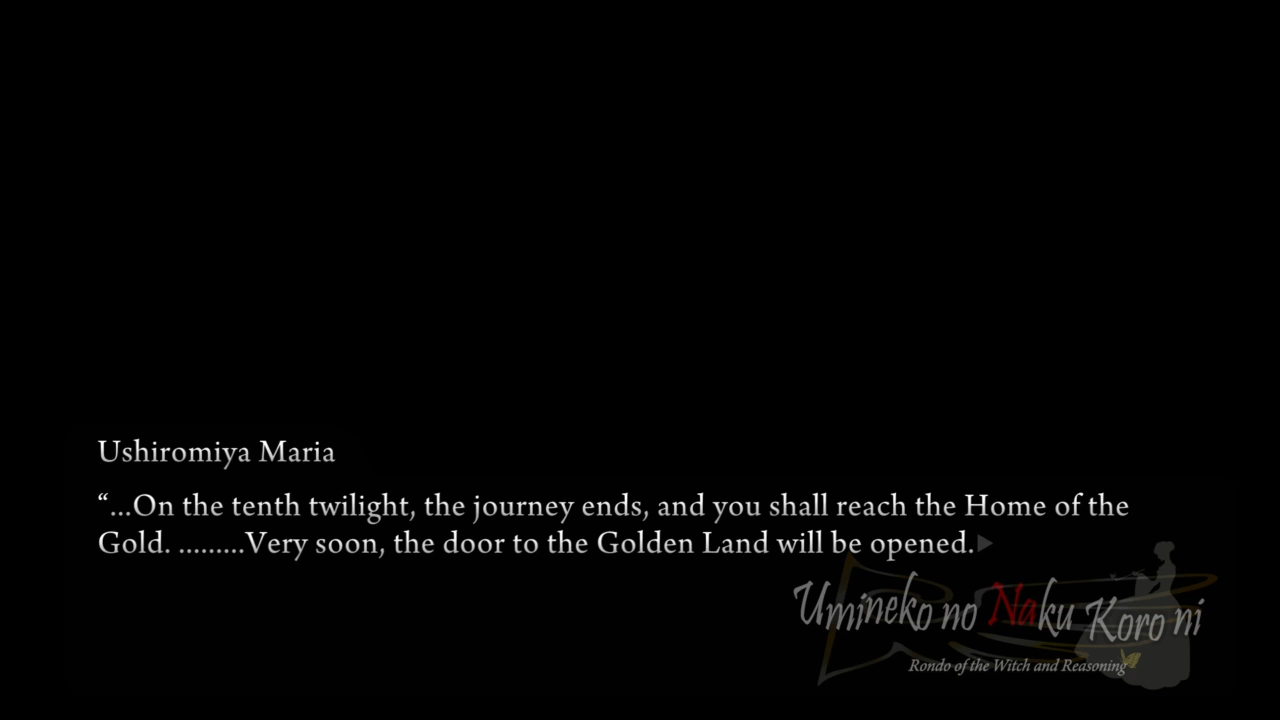 Ushiromiya Maria
“...On the tenth twilight, the journey ends, and you shall reach the Home of the
Gold. .........Very soon, the door to the Golden Land will be opened.
Umineko no Naku Koro ni
Rondo of the Witch and Reasoning